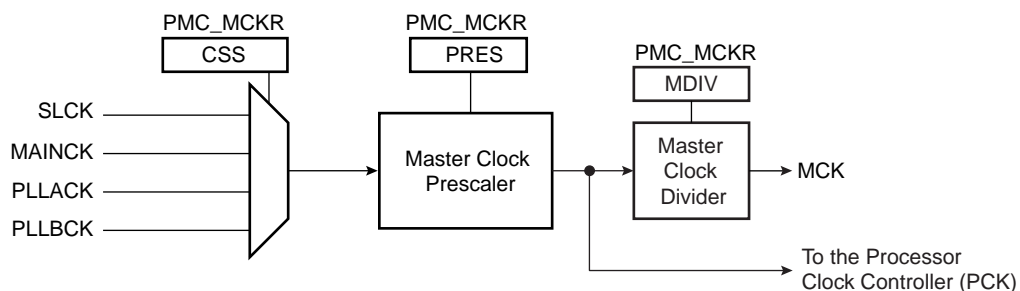 PMC_MCKR
CSS
PMC_MCKR
PRES
PMC_MCKR
MDIV
SLCK
MAINCK
PLLACK
PLLBCK
Master Clock
Prescaler
Master
Clock
Divider
MCK
To the Processor
Clock Controller (PCK)